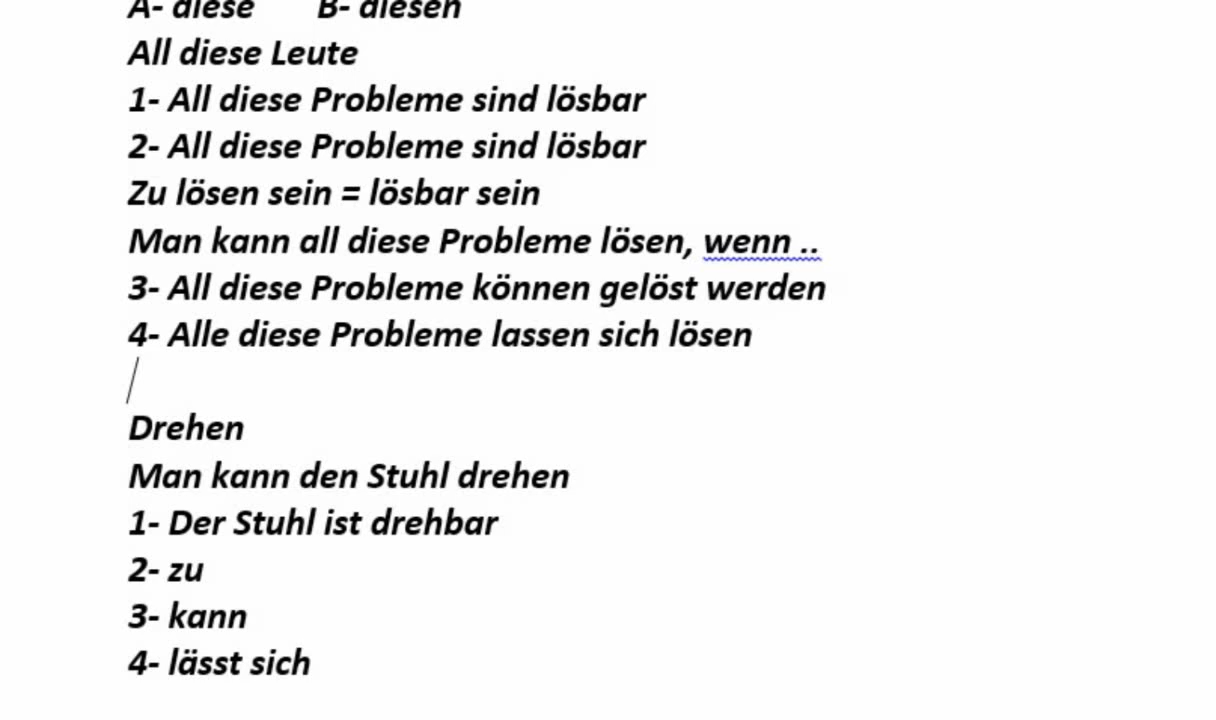 A- diese B- diesen
All diese Leute
1- All diese Probleme sind lösbar
2- All diese Probleme sind lösbar
Zu lösen sein = lösbar sein
Man kann all diese Probleme lösen, wenn ..
3- All diese Probleme können gelöst werden
4- Alle diese Probleme lassen sich lösen
Drehen
Man kann den Stuhl drehen
1- Der Stuhl ist drehbar
2- zu
3- kann
4- lässt sich